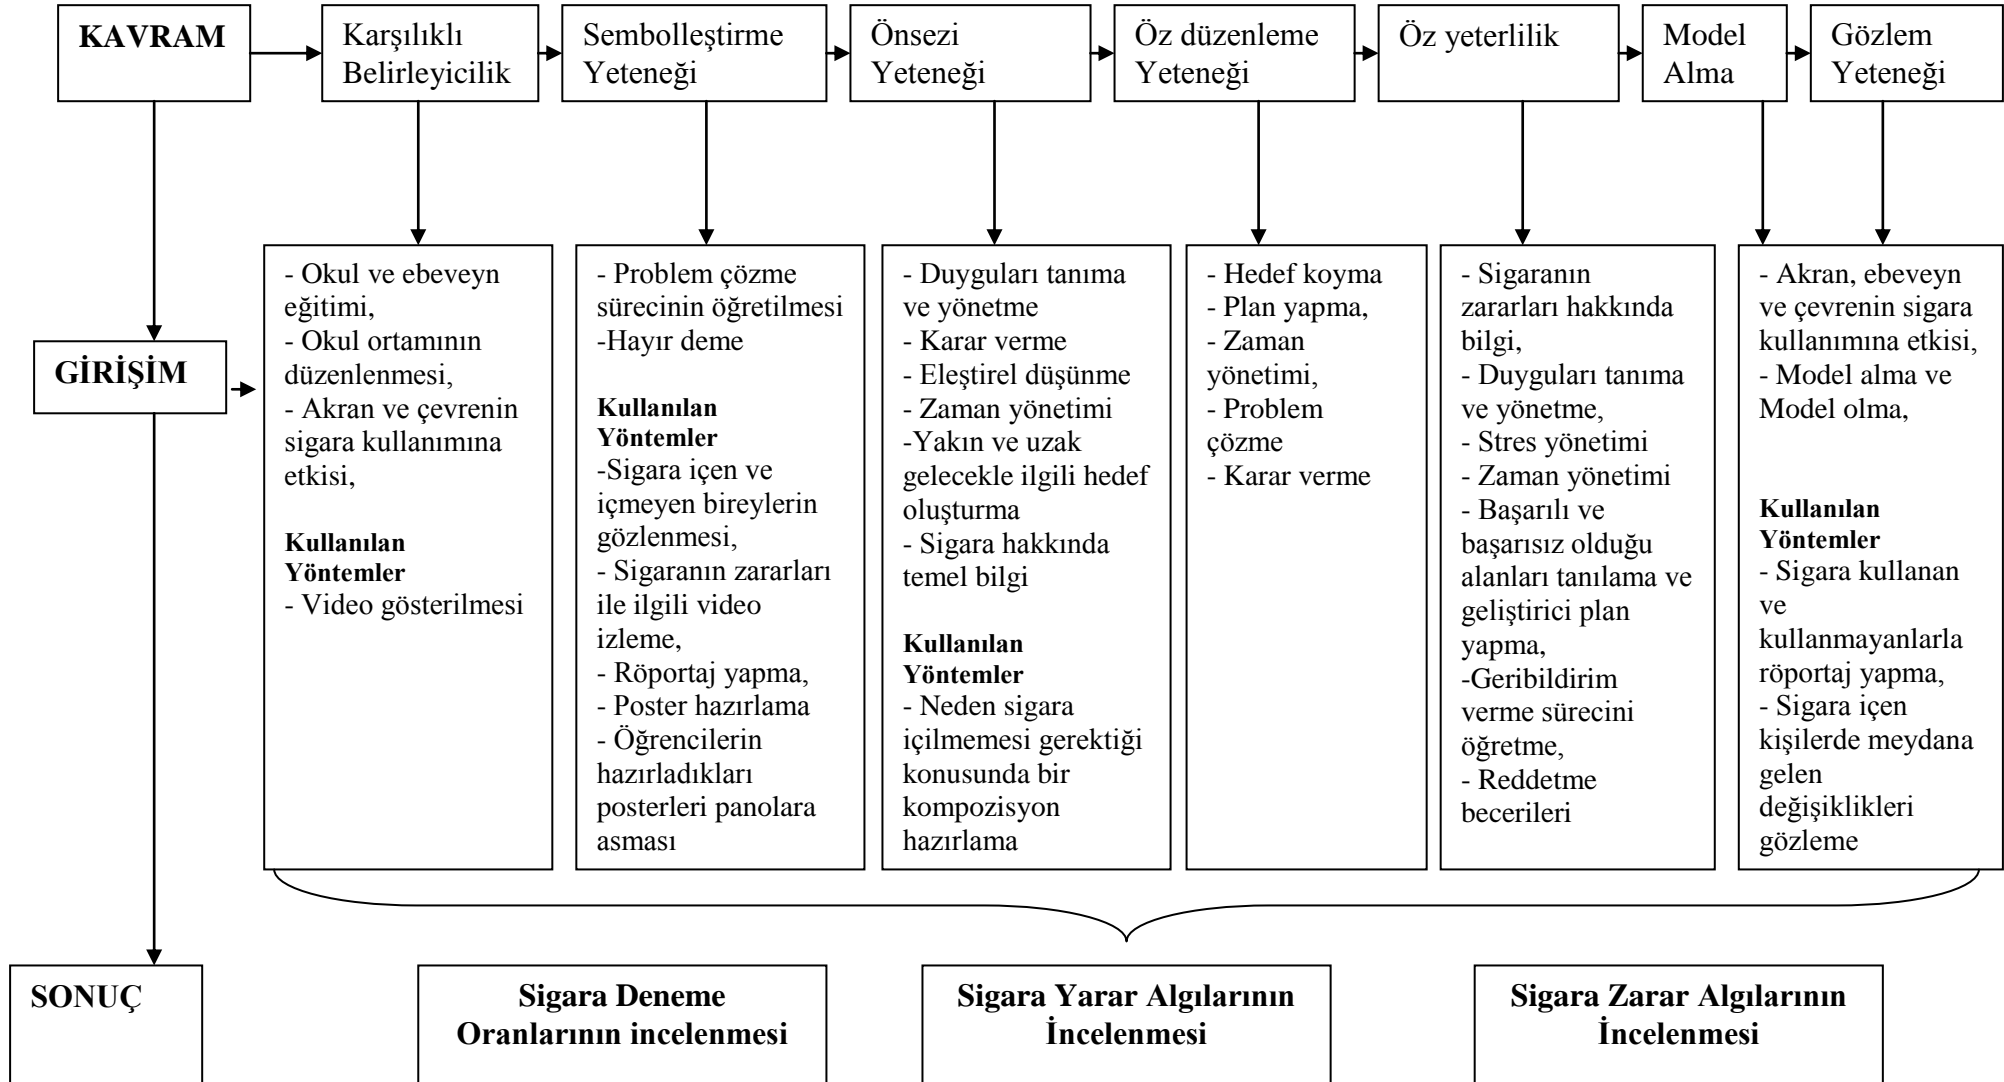 KAVRAM
Karşılıklı
Belirleyicilik
Sembolleştirme
Yeteneği
Önsezi
Yeteneği
Öz düzenleme
Yeteneği
Öz yeterlilik
Model
Alma
Gözlem
Yeteneği
GİRİŞİM
- Okul ve ebeveyn
eğitimi,
- Okul ortamının
düzenlenmesi,
- Akran ve çevrenin
sigara kullanımına
etkisi,
Kullanılan
Yöntemler
- Video gösterilmesi
- Problem çözme
sürecinin öğretilmesi
-Hayır deme
Kullanılan
Yöntemler
-Sigara içen ve
içmeyen bireylerin
gözlenmesi,
- Sigaranın zararları
ile ilgili video
izleme,
- Röportaj yapma,
- Poster hazırlama
- Öğrencilerin
hazırladıkları
posterleri panolara
asması
- Duyguları tanıma
ve yönetme
- Karar verme
- Eleştirel düşünme
- Zaman yönetimi
-Yakın ve uzak
gelecekle ilgili hedef
oluşturma
- Sigara hakkında
temel bilgi
Kullanılan
Yöntemler
- Neden sigara
içilmemesi gerektiği
konusunda bir
kompozisyon
hazırlama
- Hedef koyma
- Plan yapma,
- Zaman
yönetimi,
- Problem
çözme
- Karar verme
- Sigaranın
zararları hakkında
bilgi,
- Duyguları tanıma
ve yönetme,
- Stres yönetimi
- Zaman yönetimi
- Başarılı ve
başarısız olduğu
alanları tanılama ve
geliştirici plan
yapma,
-Geribildirim
verme sürecini
öğretme,
- Reddetme
becerileri
- Akran, ebeveyn
ve çevrenin sigara
kullanımına etkisi,
- Model alma ve
Model olma,
Kullanılan
Yöntemler
- Sigara kullanan
ve
kullanmayanlarla
röportaj yapma,
- Sigara içen
kişilerde meydana
gelen
değişiklikleri
gözleme
SONUÇ
Sigara Deneme
Oranlarının incelenmesi
Sigara Yarar Algılarının
İncelenmesi
Sigara Zarar Algılarının
İncelenmesi